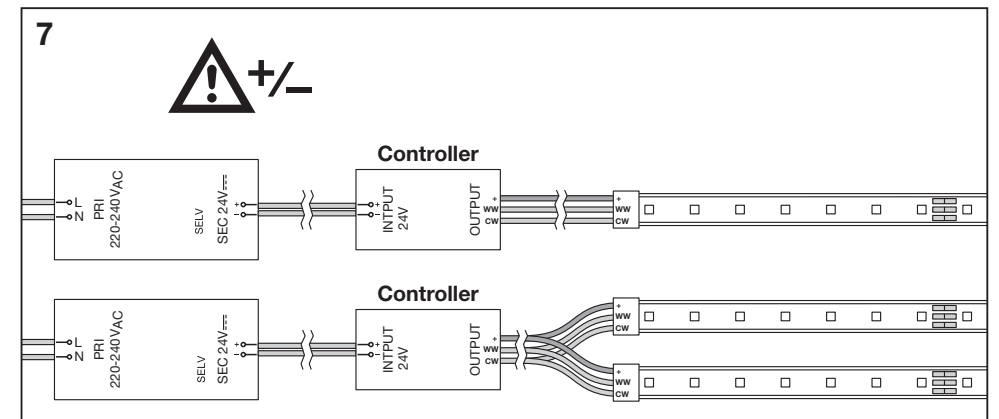 7
+/–
Controller
L
N
PRI
220-240VAC
SELV
SEC 24V
+
–
+
–
INTPUT
24V
OUTPUT
+
WW
CW
+
WW
CW
Controller
L
N
PRI
220-240VAC
SELV
SEC 24V
+
–
+
–
INTPUT
24V
OUTPUT
+
WW
CW
+
WW
CW
+
WW
CW